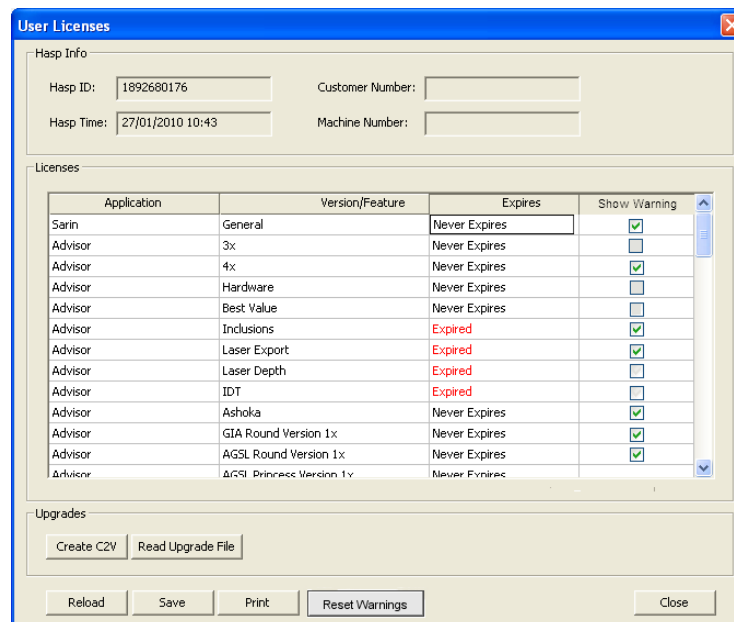 User Licenses
Hasp Info
Hasp ID: 1892680176 Customer Number:
Hasp Time: 27/01/2010 10:43 Machine Number:
Licenses
Application Version/Feature Expires Show Warning
Sarin General Never Expires
Advisor 3x Never Expires
Advisor 4x Never Expires
Advisor Hardware Never Expires
Advisor Best Value Never Expires
Advisor Inclusions Expired
Advisor Laser Export Expired
Advisor Laser Depth Expired
Advisor IDT Expired
Advisor Ashoka Never Expires
Advisor GIA Round Version 1x Never Expires
Advisor AGSL Round Version 1x Never Expires
Advisor AGSL Princess Version 1x Never Expires
Upgrades
Create C2V Read Upgrade File
Reload Save Print Reset Warnings Close